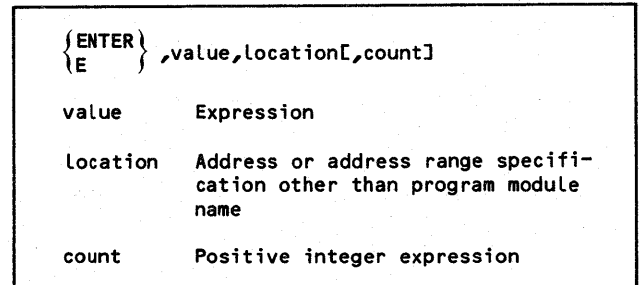 {ENTER}
{E} ,value,location[,count]
value Expression
location Address or address range specifi-
cation other than program module
name
count Positive integer expression